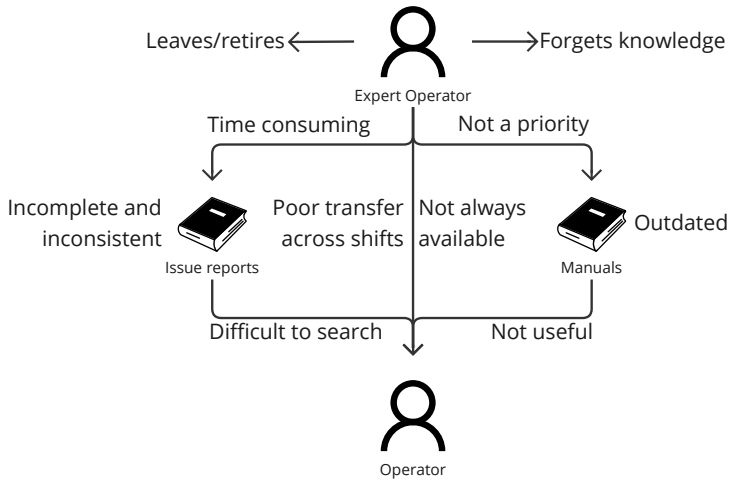 Leaves/retires
Forgets knowledge
Expert Operator
Time consuming
Not a priority
Incomplete and
inconsistent
Issue reports
Poor transfer
across shifts
Not always
available
Outdated
Manuals
Difficult to search
Not useful
Operator